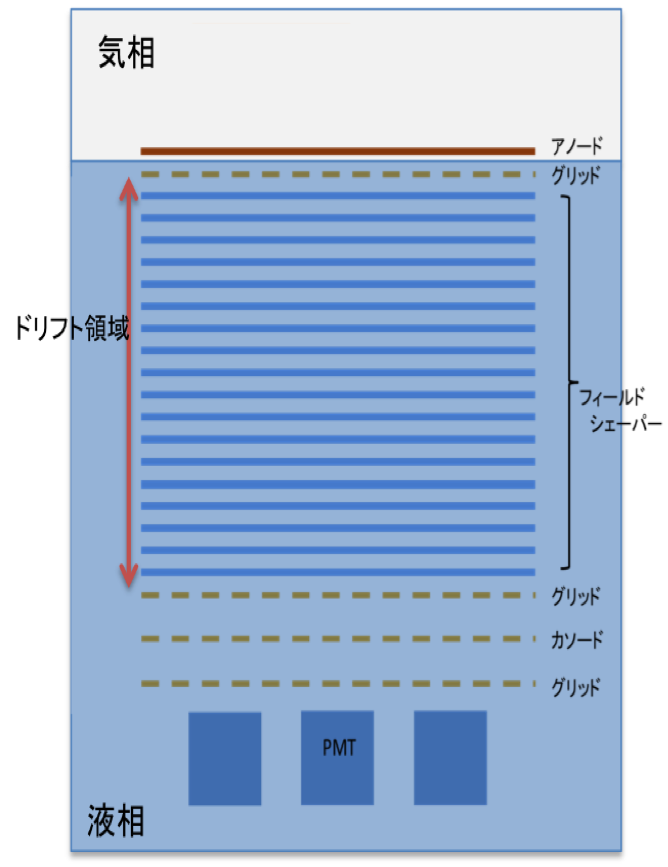 気相
アノード
グリッド
ドリフト領域
フィールド
シェーパー
グリッド
カソード
グリッド
PMT
液相